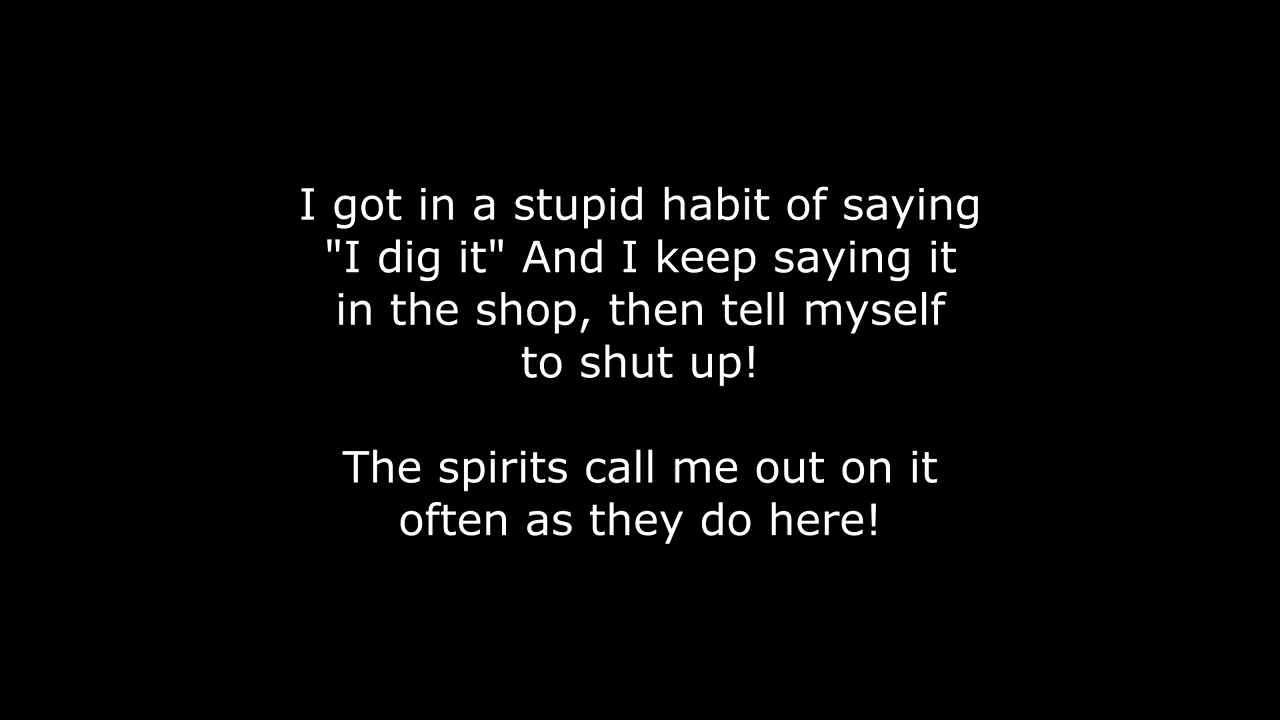 I got in a stupid habit of saying
"I dig it" And I keep saying it
in the shop, then tell myself
to shut up!
The spirits call me out on it
often as they do here!